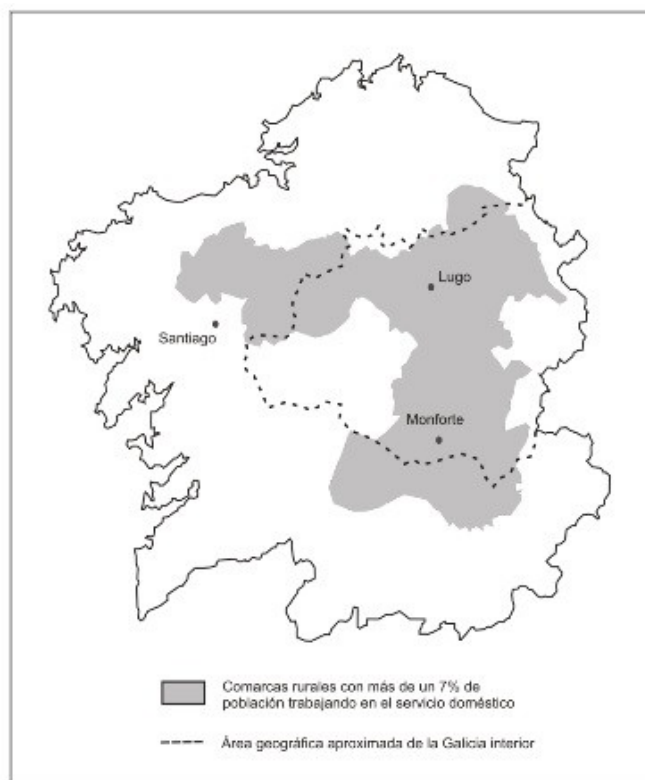 Lugo
Santiago
Monforte
Comarcas rurales con más de un 7% de
población trabajando en el servicio doméstico
Área geográfica aproximada de la Galicia interior